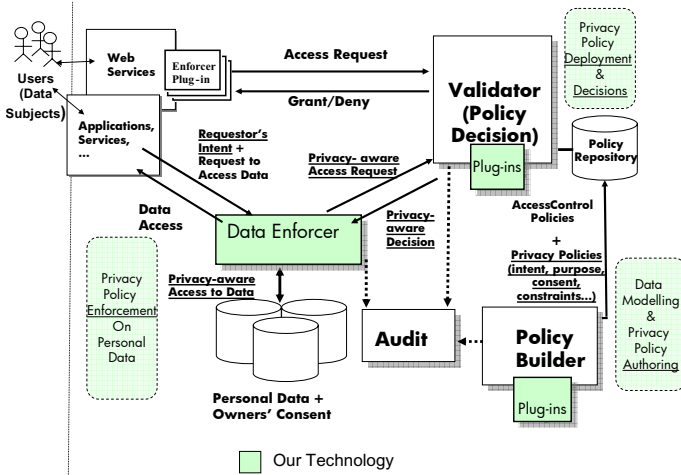 Users
(Data
Subjects)
Web
Services
Enforcer
Plug-in
Applications,
Services,
...
Access Request
Grant/Deny
Validator
(Policy
Decision)
Plug-ins
Privacy
Policy
Deployment
&
Decisions
Policy
Repository
Requestor's
Intent +
Request to
Access Data
Privacy- aware
Access Request
Data
Access
Data Enforcer
Privacy-
aware
Decision
AccessControl
Policies
+
Privacy Policies
(intent, purpose,
consent,
constraints...)
Privacy
Policy
Enforcement
On
Personal
Data
Privacy-aware
Access to Data
Audit
Policy
Builder
Plug-ins
Data
Modelling
&
Privacy
Policy
Authoring
Personal Data +
Owners' Consent
Our Technology